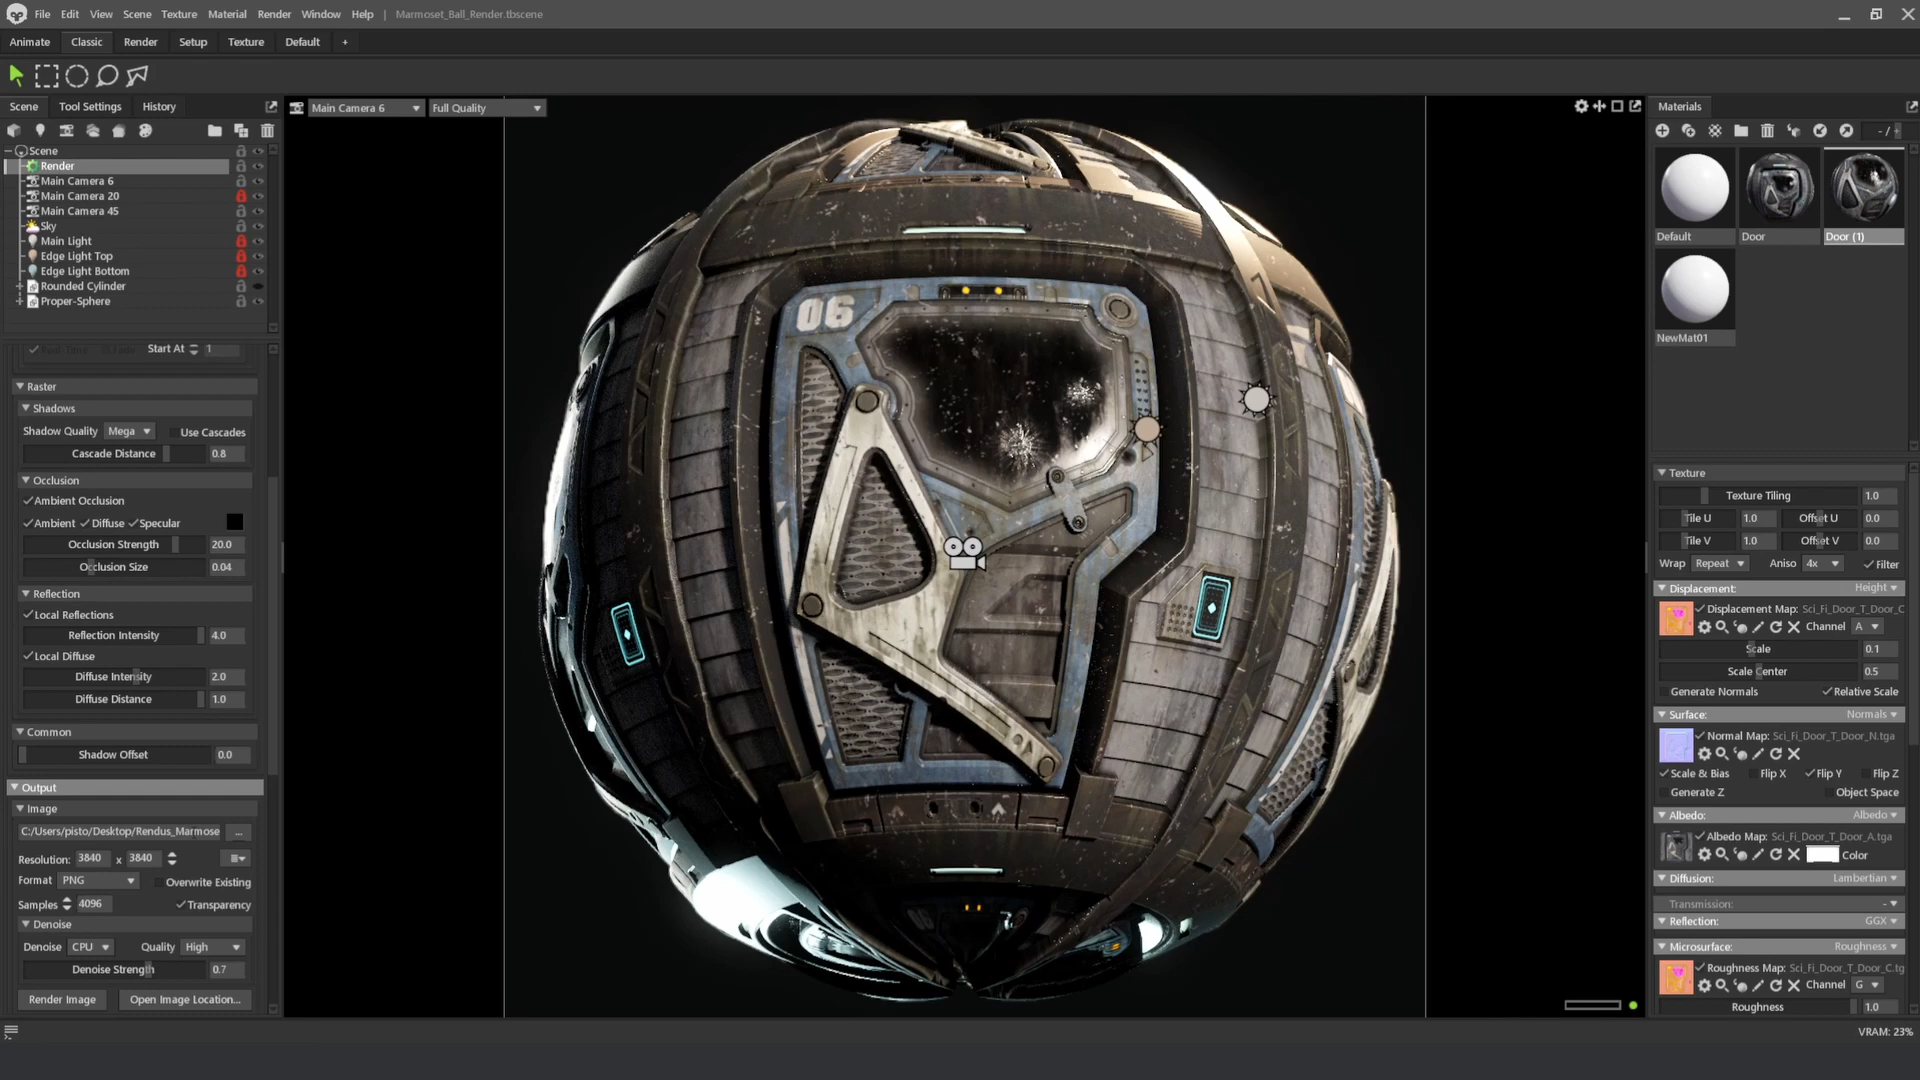 File Edit View Scene Texture Material Render Window Help | Marmoset_Ball_Render.tbscene
Animate Classic Render Setup Texture Default +
Scene Tool Settings History
Main Camera 6 Full Quality
Materials
- /
Scene
Render
Main Camera 6
Main Camera 20
Main Camera 45
Sky
Main Light
Edge Light Top
Edge Light Bottom
Rounded Cylinder
Proper-Sphere
Start At 1
Raster
Shadows
Shadow Quality Mega Use Cascades
Cascade Distance 0.8
Occlusion
Ambient Occlusion
Ambient Diffuse Specular
Occlusion Strength 20.0
Occlusion Size 0.04
Reflection
Local Reflections
Reflection Intensity 4.0
Local Diffuse
Diffuse Intensity 2.0
Diffuse Distance 1.0
Common
Shadow Offset 0.0
Output
Image
C:/Users/pisto/Desktop/Rendus_Marmose ...
Resolution: 3840 x 3840
Format PNG Overwrite Existing
Samples 4096 Transparency
Denoise
Denoise CPU Quality High
Denoise Strength 0.7
Render Image Open Image Location...
06
Default Door Door (1)
NewMat01
Texture
Texture Tiling 1.0
Tile U 1.0 Offset U 0.0
Tile V 1.0 Offset V 0.0
Wrap Repeat Aniso 4x Filter
Displacement: Height
Displacement Map: Sci_Fi_Door_T_Door_C
Channel A
Scale 0.1
Scale Center 0.5
Generate Normals Relative Scale
Surface: Normals
Normal Map: Sci_Fi_Door_T_Door_N.tga
Scale & Bias Flip X Flip Y Flip Z
Generate Z Object Space
Albedo: Albedo
Albedo Map: Sci_Fi_Door_T_Door_A.tga
Color
Diffusion: Lambertian
Transmission: -
Reflection: GGX
Microsurface: Roughness
Roughness Map: Sci_Fi_Door_T_Door_C.tg
Channel G
Roughness 1.0
VRAM: 23%